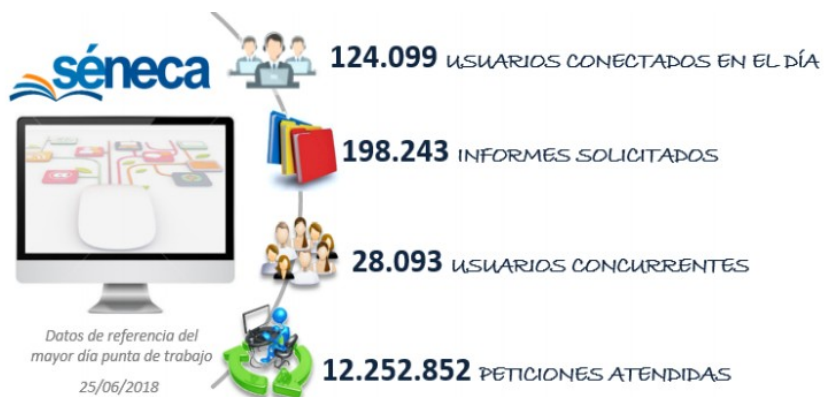 séneca
124.099 USUARIOS CONECTADOS EN EL DÍA
198.243 INFORMES SOLICITADOS
28.093 USUARIOS CONCURRENTES
12.252.852 PETICIONES ATENDIDAS
Datos de referencia del
mayor día punta de trabajo
25/06/2018